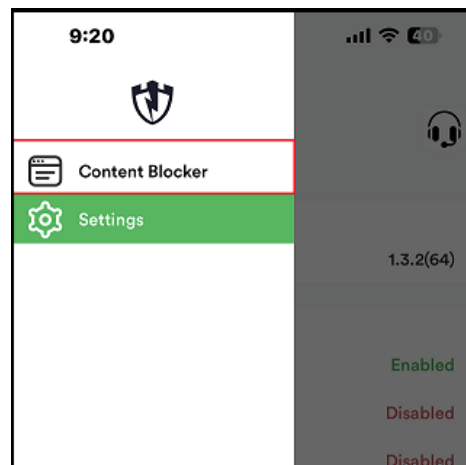 9:20
40
Content Blocker
Settings
1.3.2(64)
Enabled
Disabled
Disabled